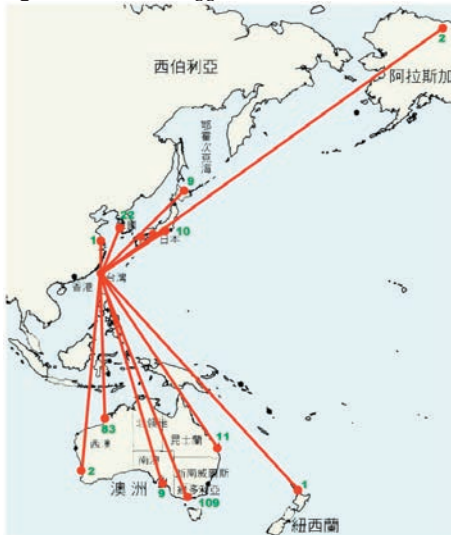 2
西伯利亞
阿拉斯加
鄂霍次克海
9
22
韓國
10
日本
1
台灣
香港
83
北領地
西澳
昆士蘭
11
南澳
2
新南威爾斯
澳洲
9
維多利亞
109
1
紐西蘭